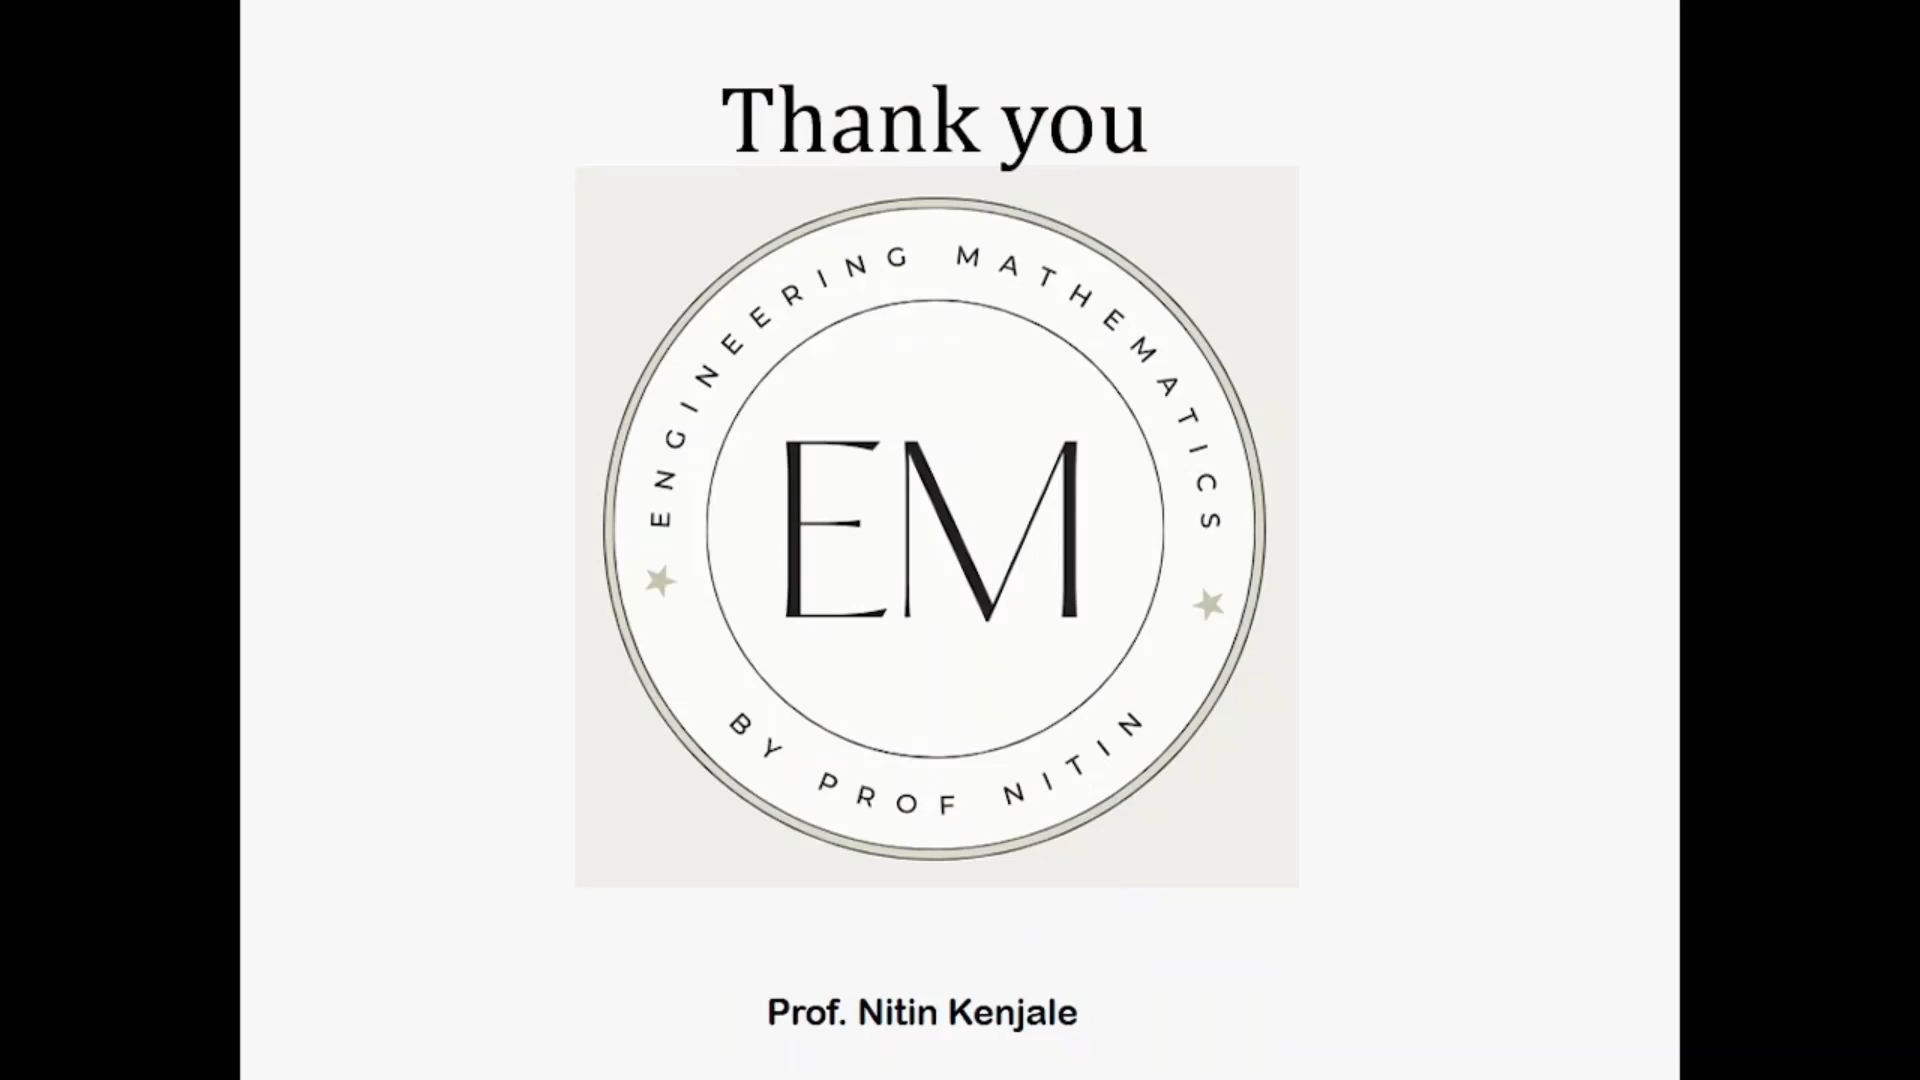 Thank you
ENGINEERING MATHEMATICS
EM
BY PROF NITIN
Prof. Nitin Kenjale